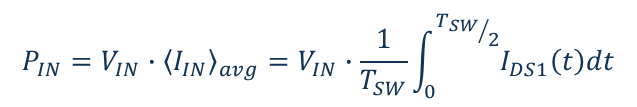 P_{IN} = V_{IN} · ⟨I_{IN}⟩_{avg} = V_{IN} · \frac{1}{T_{SW}} \int_{0}^{T_{SW}/2} I_{DS1}(t)dt